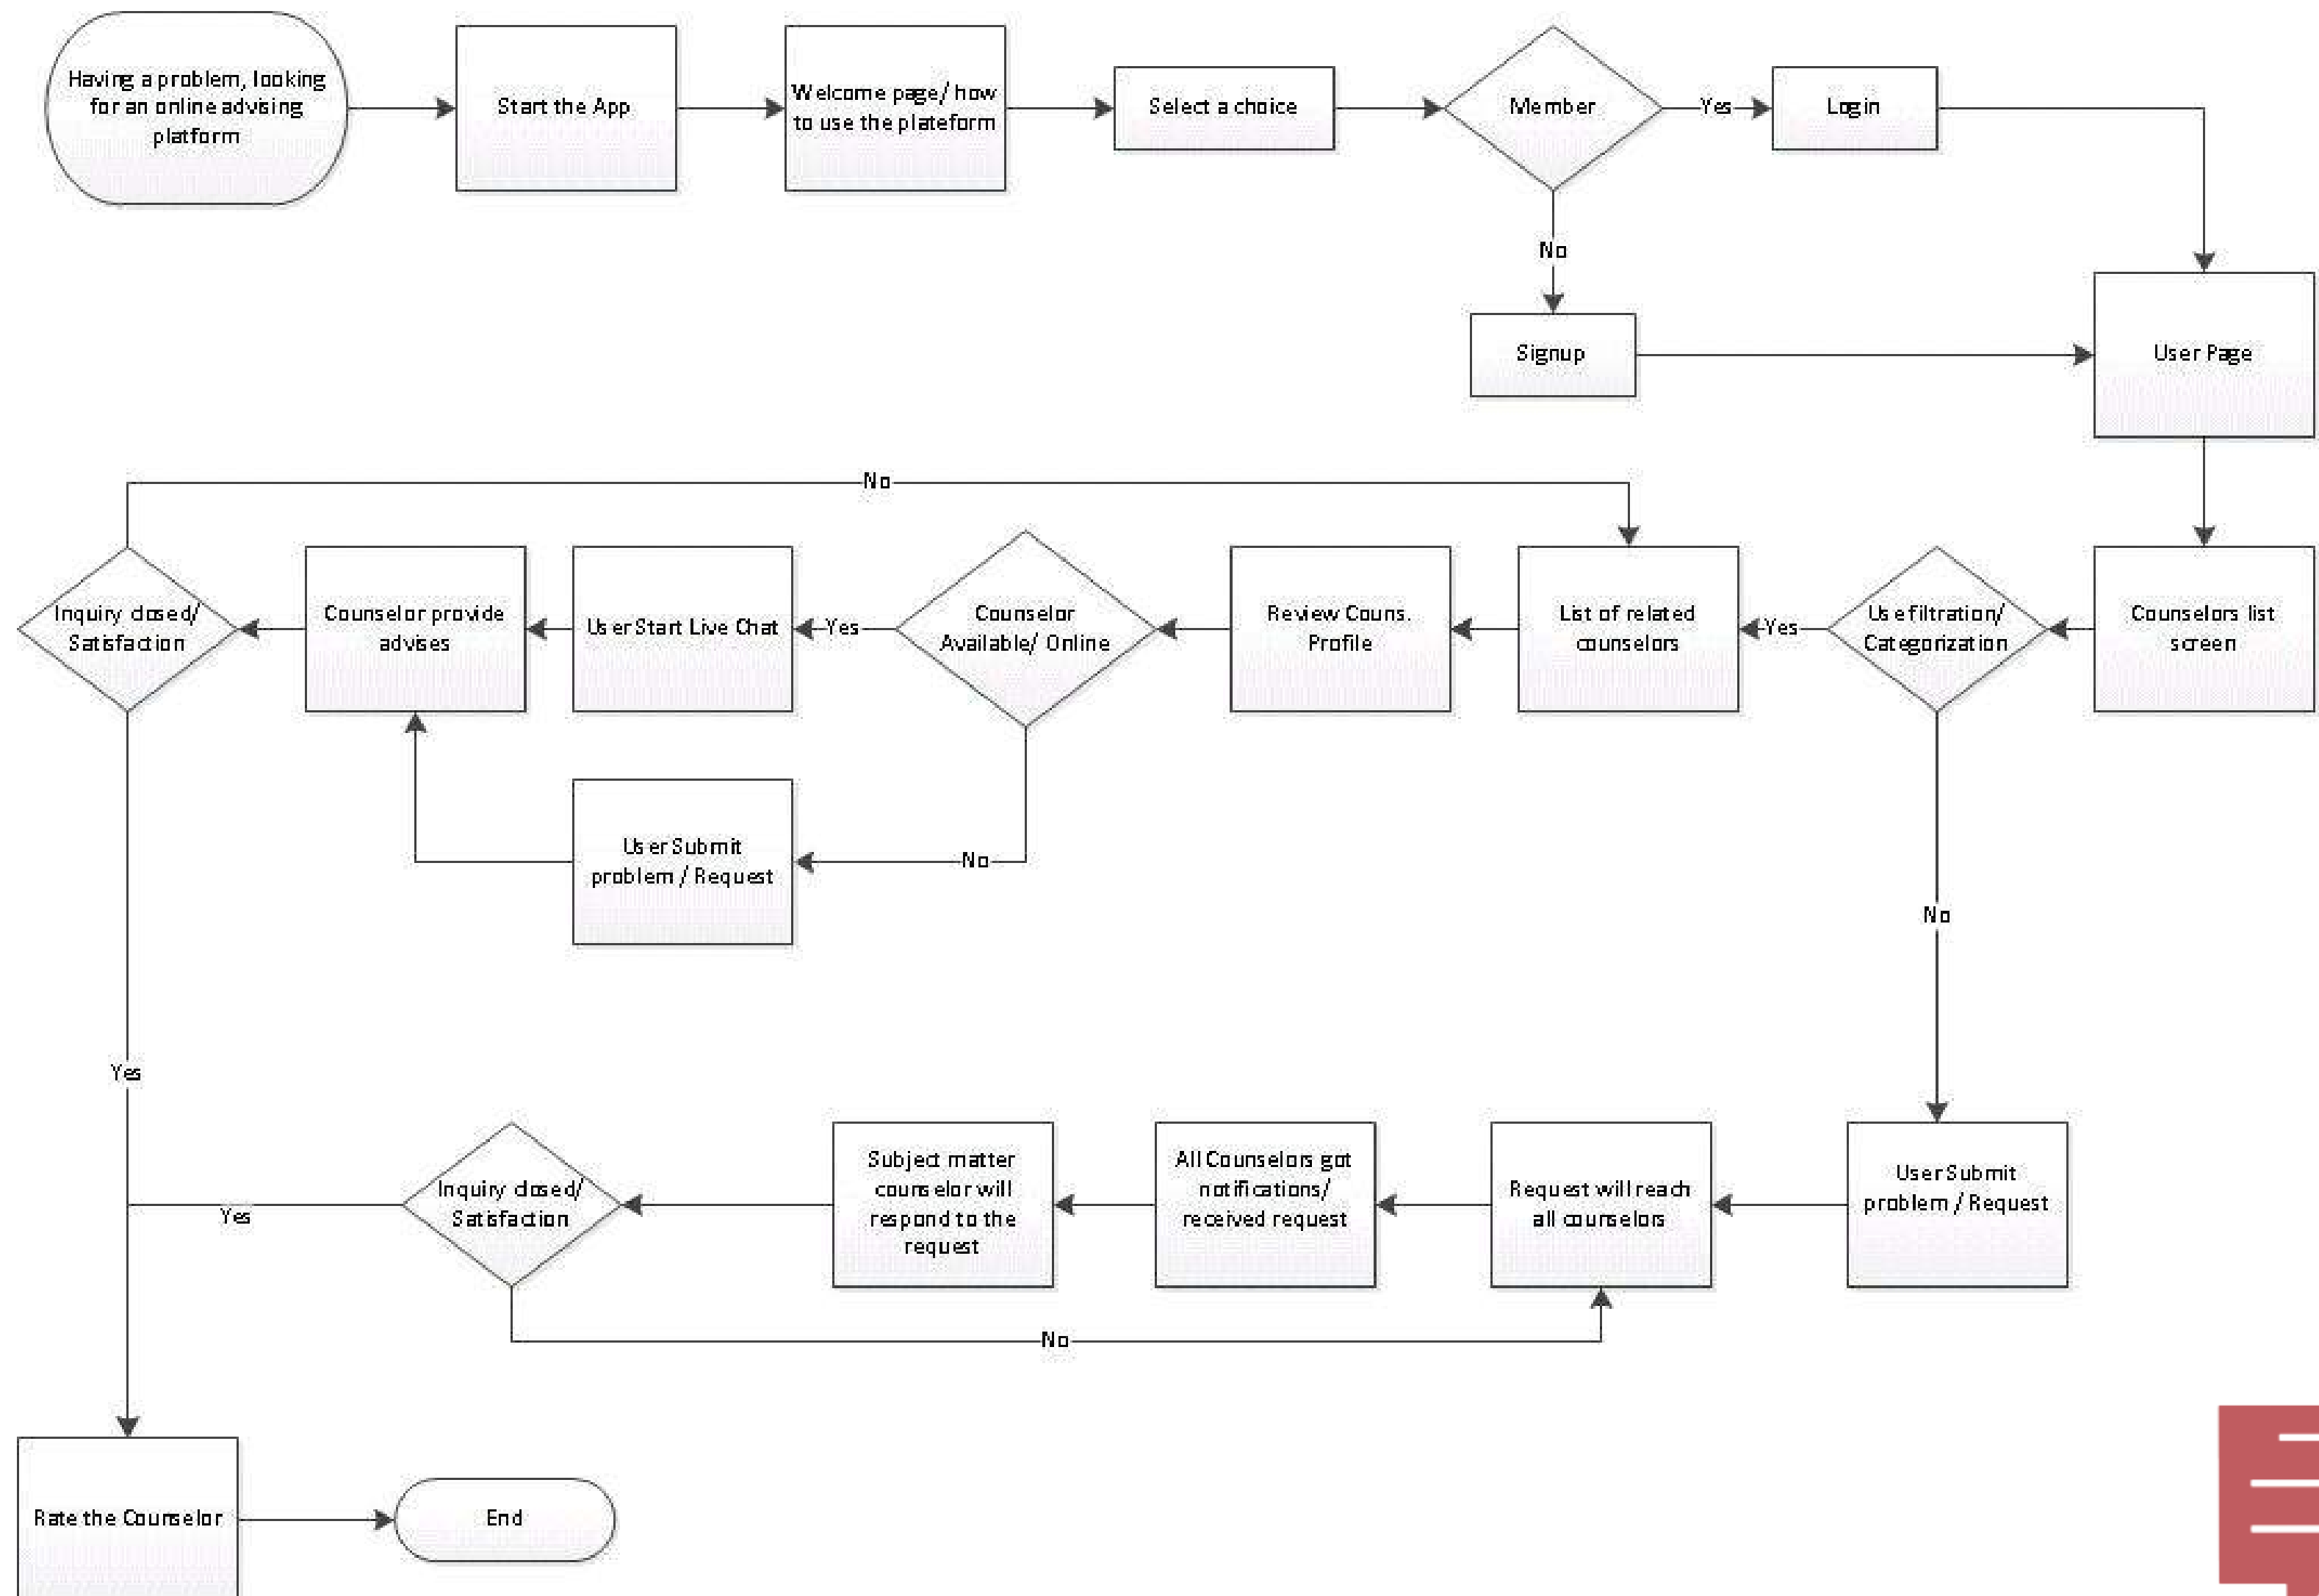 Having a problem, looking
for an online advising
platform
Start the App
Welcome page/ how
to use the plateform
Select a choice
Member
Yes
Login
No
Signup
User Page
No
Inquiry closed/
Satisfaction
Counselor provide
advises
User Start Live Chat
Yes
Counselor
Available/ Online
Review Couns.
Profile
List of related
counselors
Yes
Use filtration/
Categorization
Counselors list
screen
User Submit
problem / Request
No
No
Yes
Yes
Inquiry closed/
Satisfaction
Subject matter
counselor will
respond to the
request
All Counselors got
notifications/
received request
Request will reach
all counselors
User Submit
problem / Request
No
Rate the Counselor
End